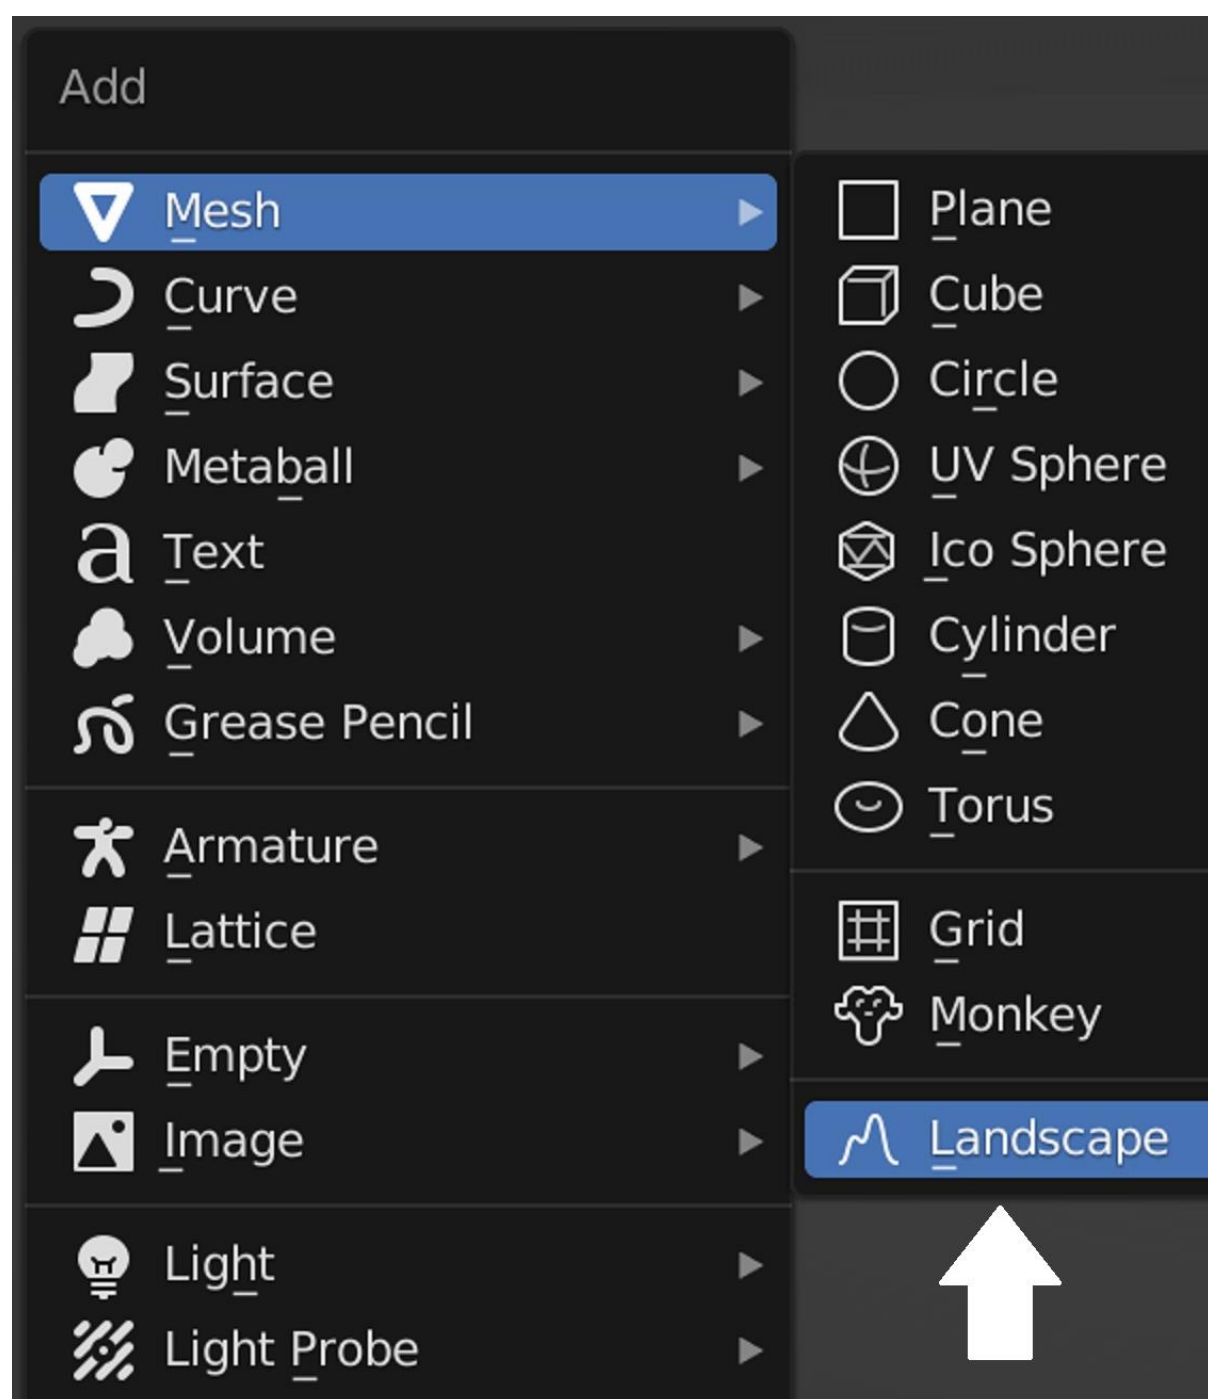 Add
Mesh
Curve
Surface
Metaball
Text
Volume
Grease Pencil
Armature
Lattice
Empty
Image
Light
Light Probe
Plane
Cube
Circle
UV Sphere
Ico Sphere
Cylinder
Cone
Torus
Grid
Monkey
Landscape